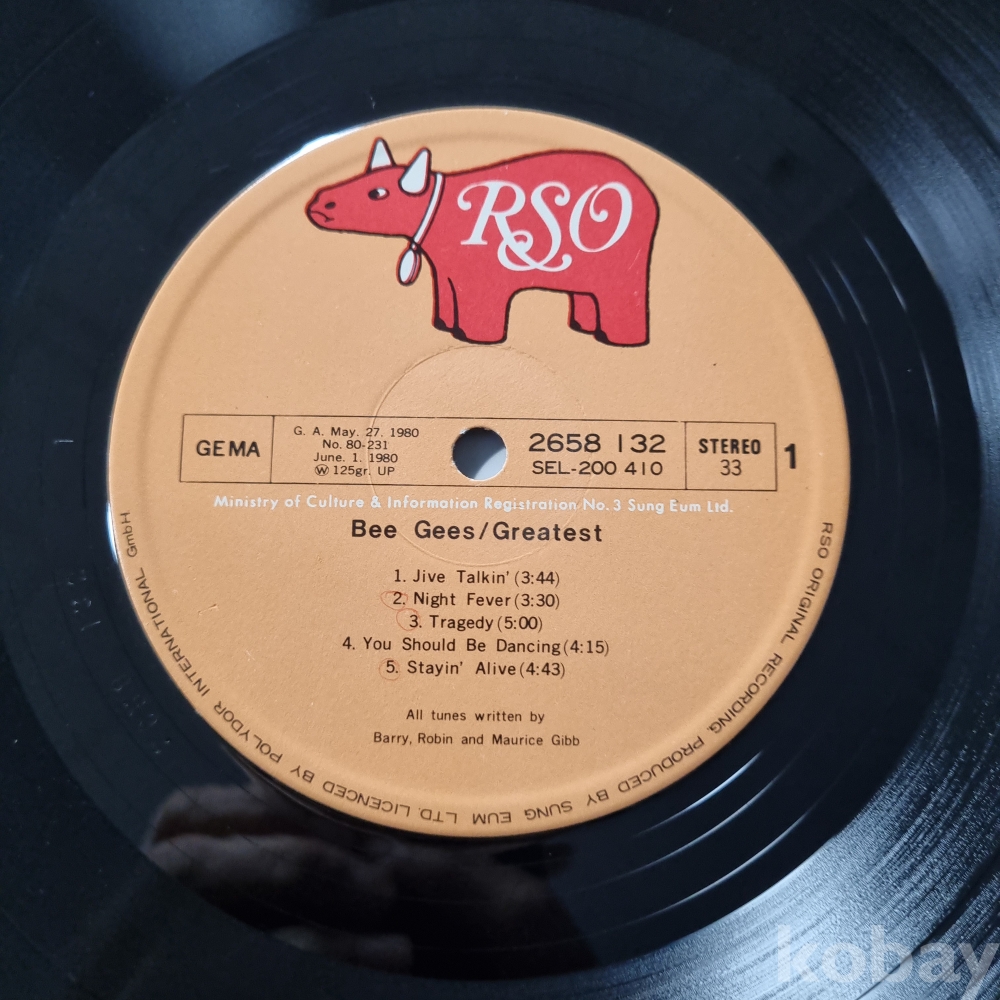 RSO
GEMA
G. A. May. 27. 1980
No. 80-231
June. 1. 1980
Ⓦ 125gr. UP
2658 132
SEL-200 410
STEREO
33
1
Ministry of Culture & Information Registration No. 3 Sung Eum Ltd.
Bee Gees/Greatest
1. Jive Talkin' (3:44)
2. Night Fever (3:30)
3. Tragedy (5:00)
4. You Should Be Dancing (4:15)
5. Stayin' Alive (4:43)
All tunes written by
Barry, Robin and Maurice Gibb
RSO ORIGINAL RECORDING. PRODUCED BY SUNG EUM LTD. LICENCED BY POLYDOR INTERNATIONAL GmbH
kobay